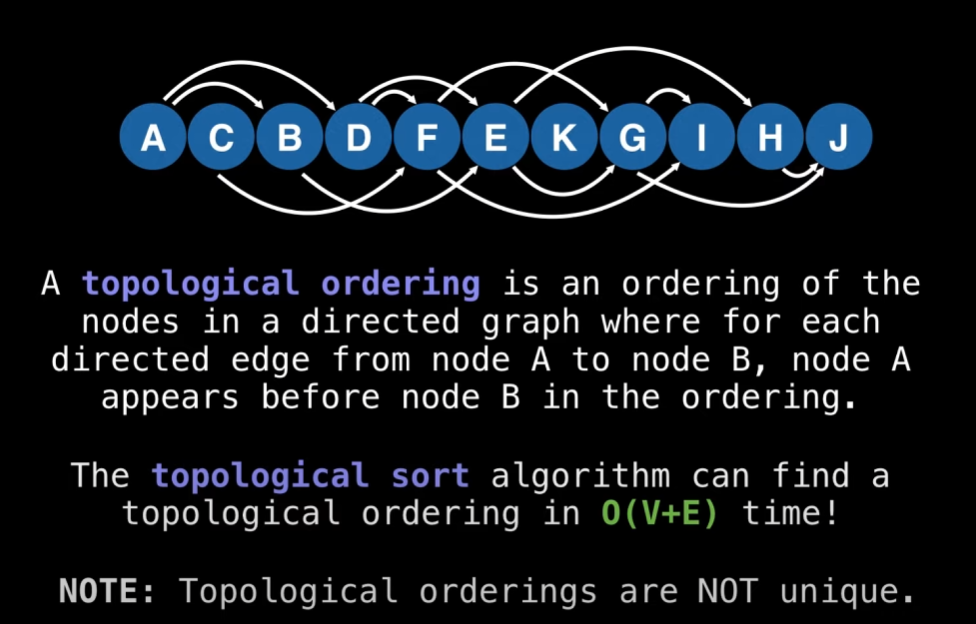 A C B D F E K G I H J
A topological ordering is an ordering of the
nodes in a directed graph where for each
directed edge from node A to node B, node A
appears before node B in the ordering.
The topological sort algorithm can find a
topological ordering in O(V+E) time!
NOTE: Topological orderings are NOT unique.